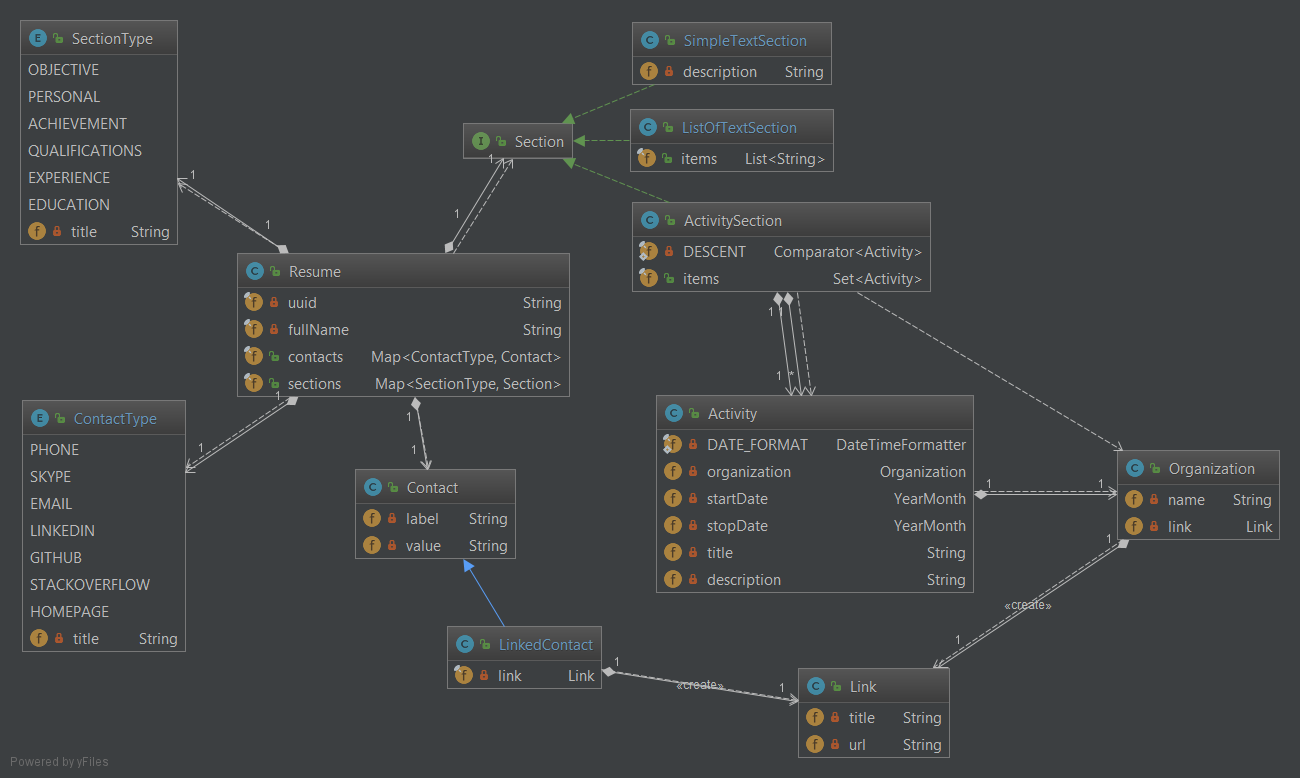 SectionType
OBJECTIVE
PERSONAL
ACHIEVEMENT
QUALIFICATIONS
EXPERIENCE
EDUCATION
f title String
E
C SimpleTextSection
f description String
I Section
C ListOfTextSection
f items List<String>
C ActivitySection
f DESCENT Comparator<Activity>
f items Set<Activity>
1
1
1
1
1
C Resume
f uuid String
f fullName String
f contacts Map<ContactType, Contact>
f sections Map<SectionType, Section>
1
1
1
1
1 1
1 *
E ContactType
PHONE
SKYPE
EMAIL
LINKEDIN
GITHUB
STACKOVERFLOW
HOMEPAGE
f title String
C Contact
f label String
f value String
C Activity
f DATE_FORMAT DateTimeFormatter
f organization Organization
f startDate YearMonth
f stopDate YearMonth
f title String
f description String
1 1
C Organization
f name String
f link Link
1
«create»
1
C LinkedContact
f link Link
1
«create»
1
C Link
f title String
f url String
Powered by yFiles